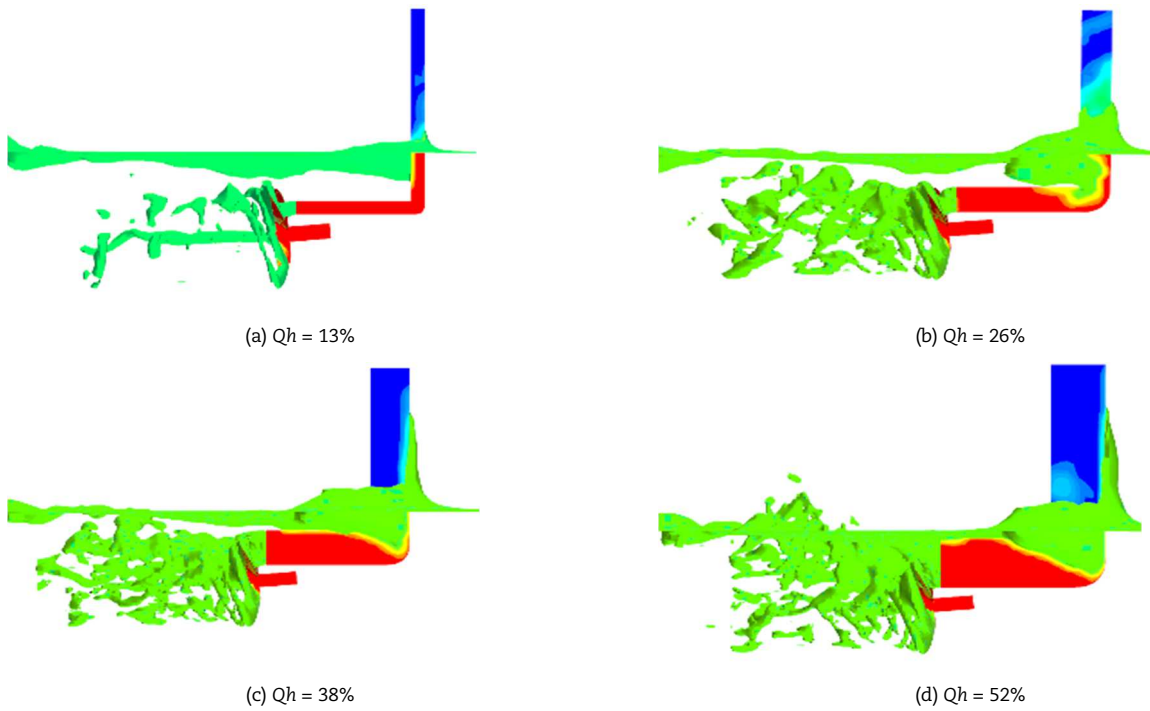 (a) Qh = 13%
(b) Qh = 26%
(c) Qh = 38%
(d) Qh = 52%